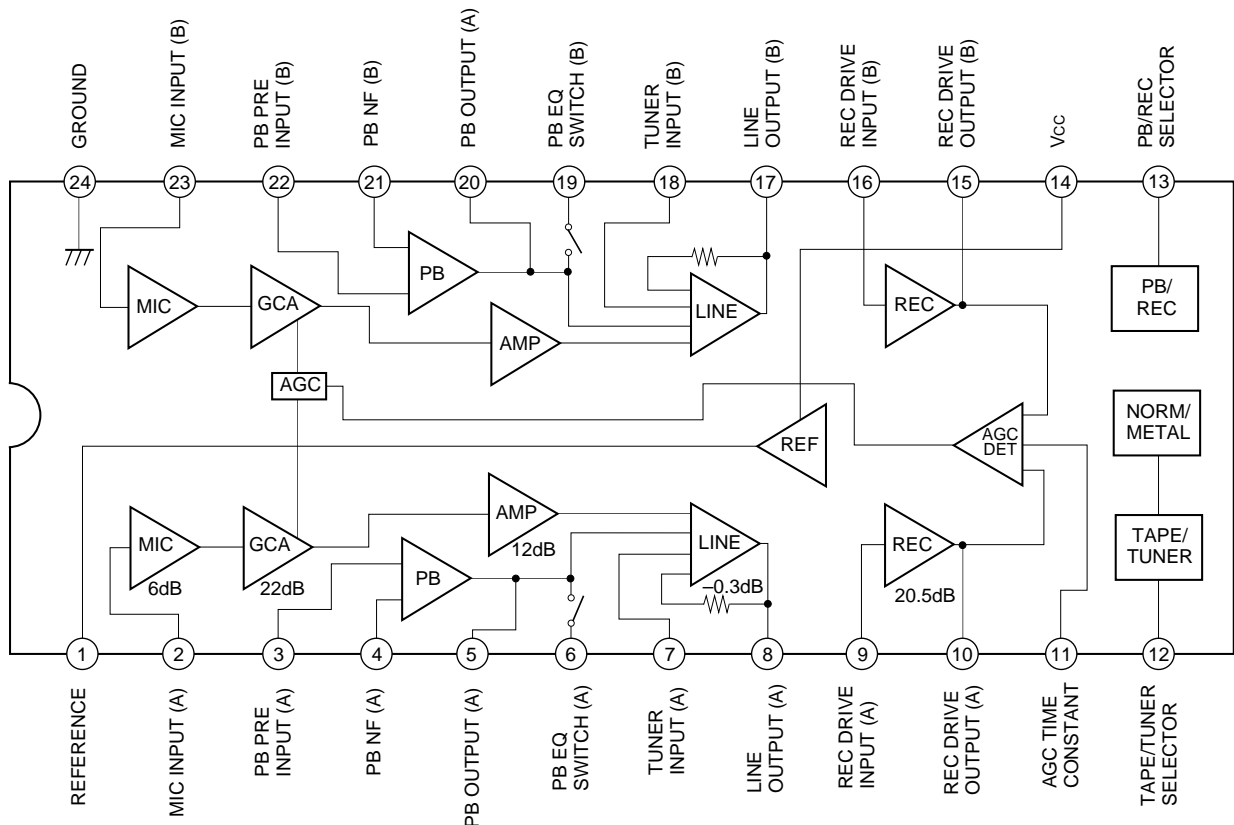 GROUND
MIC INPUT (B)
PB PRE
INPUT (B)
PB NF (B)
PB OUTPUT (A)
PB EQ
SWITCH (B)
TUNER
INPUT (B)
LINE
OUTPUT (B)
REC DRIVE
INPUT (B)
REC DRIVE
OUTPUT (B)
VCC
PB/REC
SELECTOR
24
23
22
21
20
19
18
17
16
15
14
13
MIC
GCA
PB
AMP
LINE
REC
PB/
REC
AGC
REF
AGC
DET
NORM/
METAL
MIC
6dB
GCA
22dB
PB
AMP
12dB
LINE
–0.3dB
REC
20.5dB
TAPE/
TUNER
1
2
3
4
5
6
7
8
9
10
11
12
REFERENCE
MIC INPUT (A)
PB PRE
INPUT (A)
PB NF (A)
PB OUTPUT (A)
PB EQ
SWITCH (A)
TUNER
INPUT (A)
LINE
OUTPUT (A)
REC DRIVE
INPUT (A)
REC DRIVE
OUTPUT (A)
AGC TIME
CONSTANT
TAPE/TUNER
SELECTOR